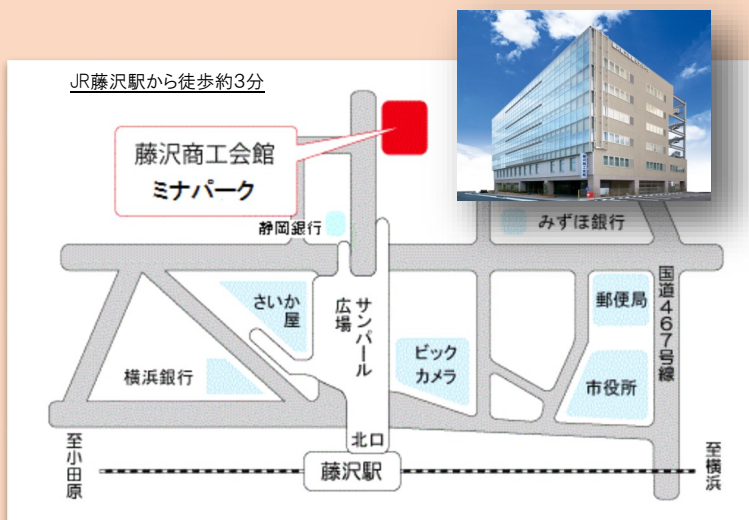 JR藤沢駅から徒歩約3分
藤沢商工会館
ミナパーク
静岡銀行
みずほ銀行
さいか
屋
サンパール
広場
ビック
カメラ
郵便局
国道467号線
横浜銀行
市役所
北口
藤沢駅
至小田原
至横浜